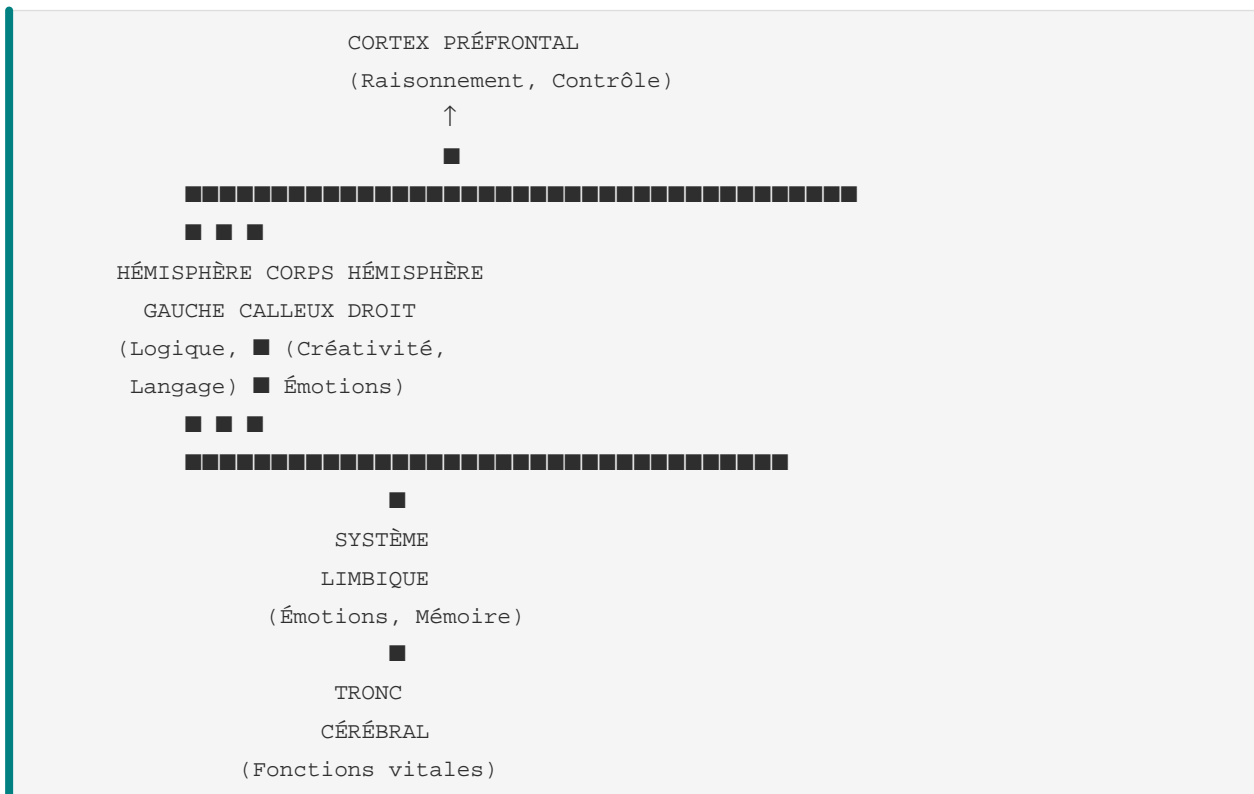 CORTEX PRÉFRONTAL
(Raisonnement, Contrôle)
↑
■
■■■■■■■■■■■■■■■■■■■■■■■■■■■■■■■■■■■■■■■
■ ■ ■
HÉMISPHÈRE CORPS HÉMISPHÈRE
GAUCHE CALLEUX DROIT
(Logique, ■ (Créativité,
Langage) ■ Émotions)
■ ■ ■
■■■■■■■■■■■■■■■■■■■■■■■■■■■■■■■■■■■
■
SYSTÈME
LIMBIQUE
(Émotions, Mémoire)
■
TRONC
CÉRÉBRAL
(Fonctions vitales)